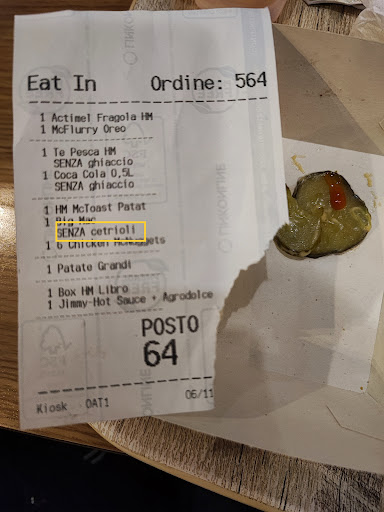 Eat In Ordine: 564
1 Actimel Fragola HM
1 McFlurry Oreo
1 Te Pesca HM
SENZA ghiaccio
1 Coca Cola 0,5L
SENZA ghiaccio
1 HM McToast Patat
1 Big Mac
SENZA cetrioli
1 6 Chicken McNuggets
1 Patate Grandi
1 Box HM Libro
1 Jimmy-Hot Sauce + Agrodolce
POSTO
64
Kiosk OAT1 06/11